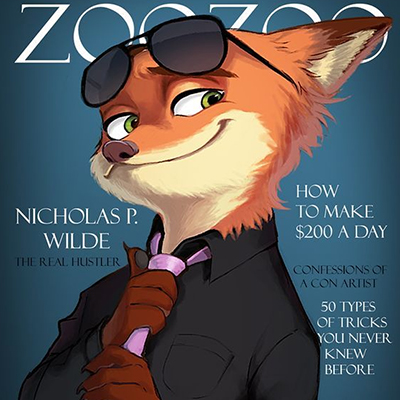 ZOOZOO
NICHOLAS P.
WILDE
THE REAL HUSTLER
HOW
TO MAKE
$200 A DAY
CONFESSIONS OF
A CON ARTIST
50 TYPES
OF TRICKS
YOU NEVER
KNEW
BEFORE